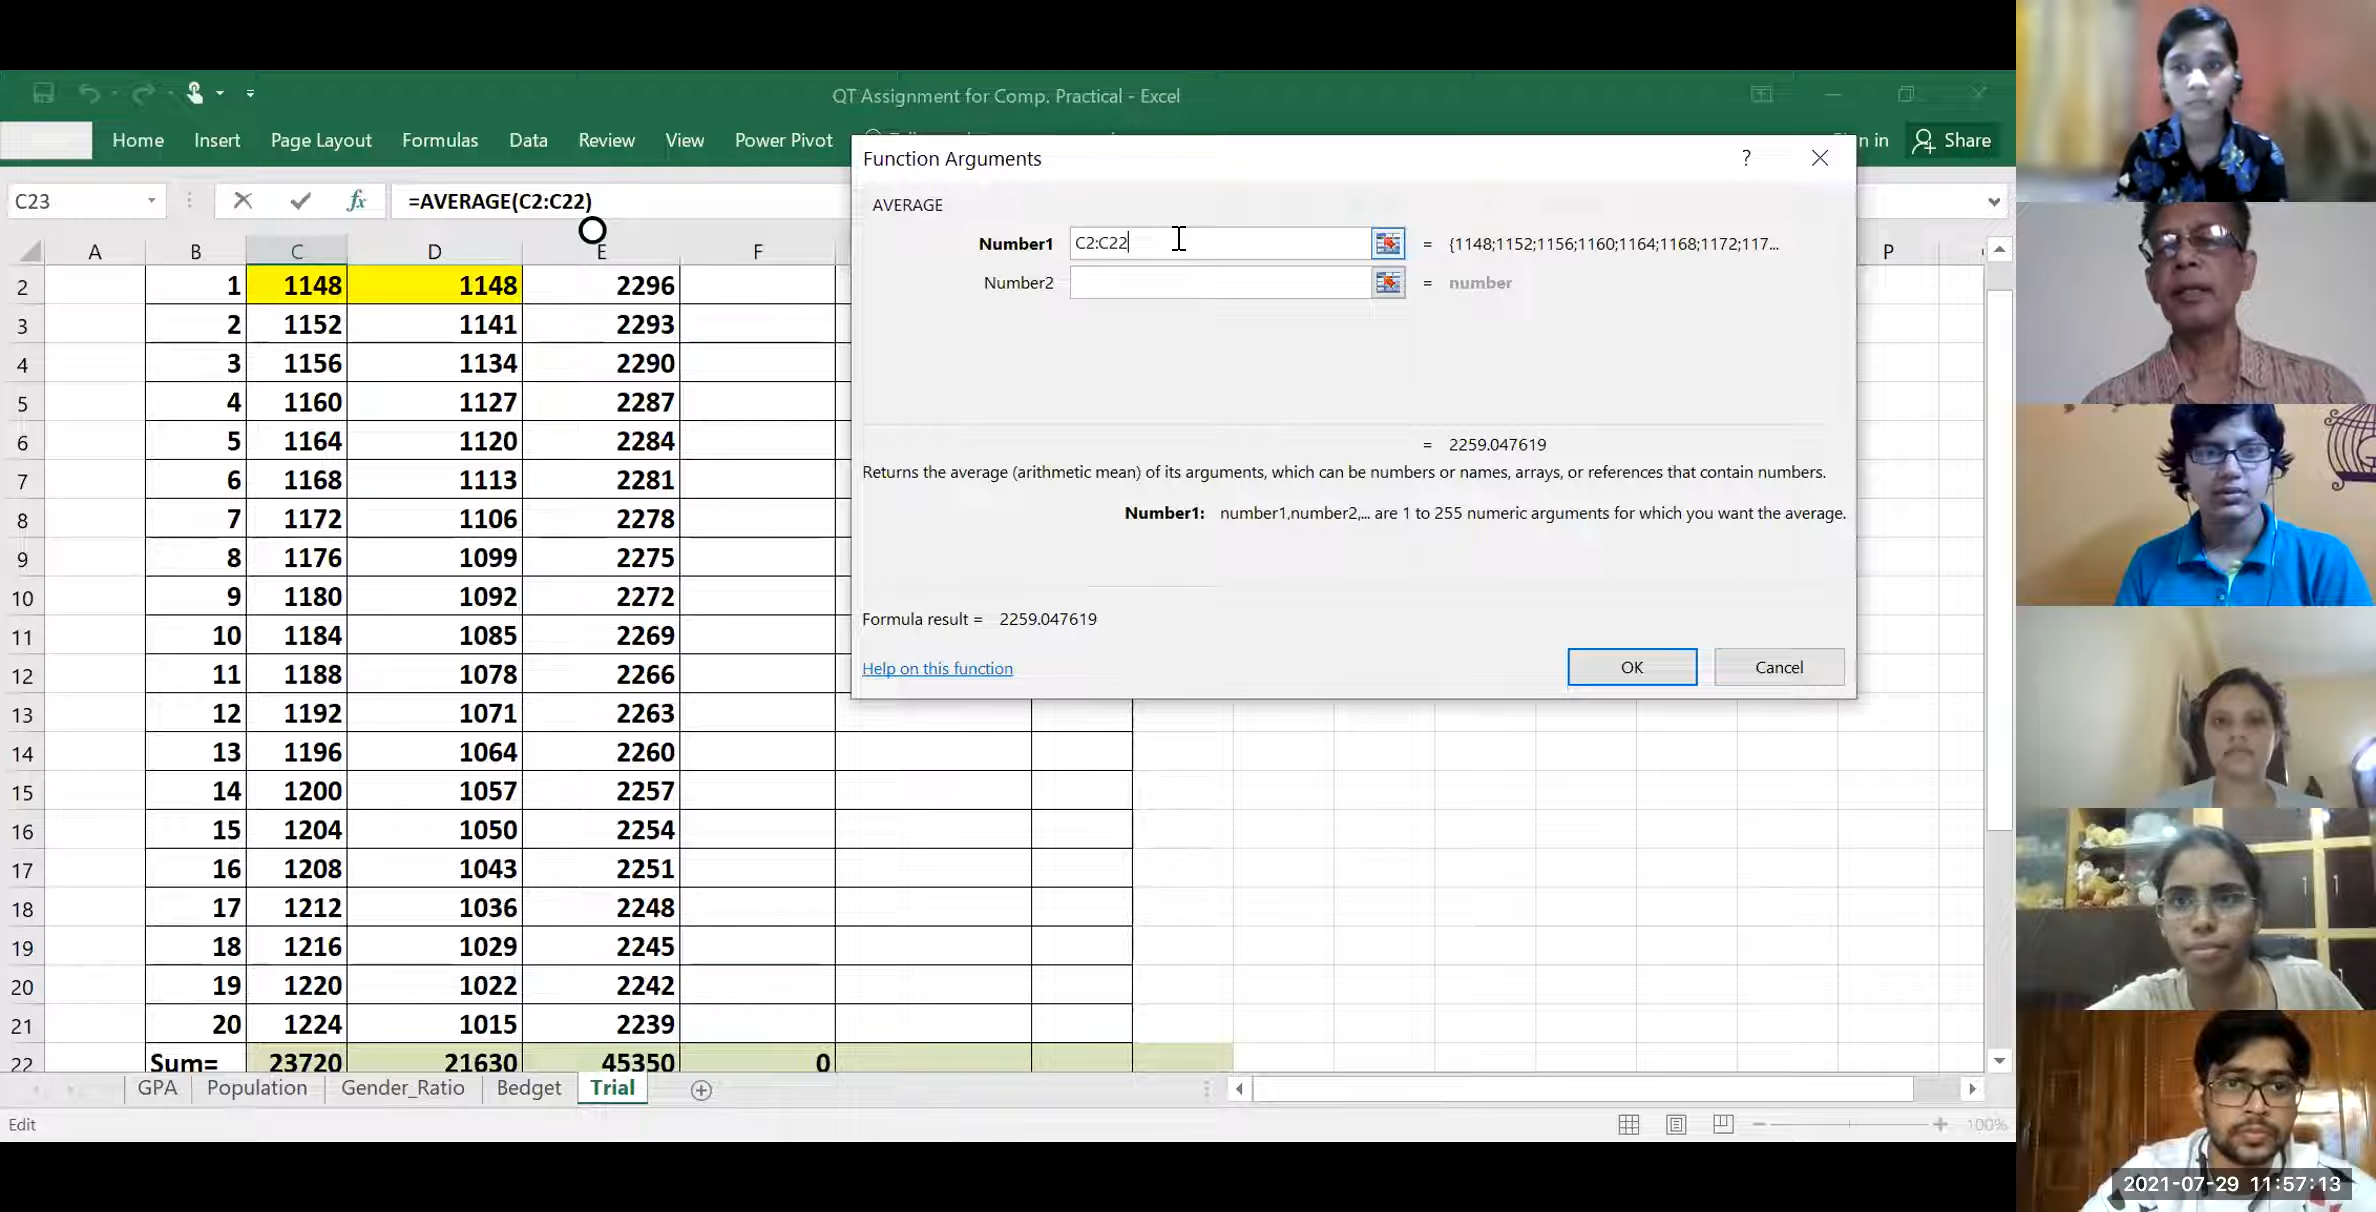 QT Assignment for Comp. Practical - Excel
Home Insert Page Layout Formulas Data Review View Power Pivot
n in Share
C23 fx =AVERAGE(C2:C22)
A B C D E F P
2 1 1148 1148 2296
3 2 1152 1141 2293
4 3 1156 1134 2290
5 4 1160 1127 2287
6 5 1164 1120 2284
7 6 1168 1113 2281
8 7 1172 1106 2278
9 8 1176 1099 2275
10 9 1180 1092 2272
11 10 1184 1085 2269
12 11 1188 1078 2266
13 12 1192 1071 2263
14 13 1196 1064 2260
15 14 1200 1057 2257
16 15 1204 1050 2254
17 16 1208 1043 2251
18 17 1212 1036 2248
19 18 1216 1029 2245
20 19 1220 1022 2242
21 20 1224 1015 2239
22 Sum= 23720 21630 45350 0
Function Arguments ?
AVERAGE
Number1 C2:C22 = {1148;1152;1156;1160;1164;1168;1172;117...
Number2 = number
= 2259.047619
Returns the average (arithmetic mean) of its arguments, which can be numbers or names, arrays, or references that contain numbers.
Number1: number1,number2,... are 1 to 255 numeric arguments for which you want the average.
Formula result = 2259.047619
Help on this function
OK Cancel
GPA Population Gender_Ratio Bedget Trial
Edit
100%
2021-07-29 11:57:13